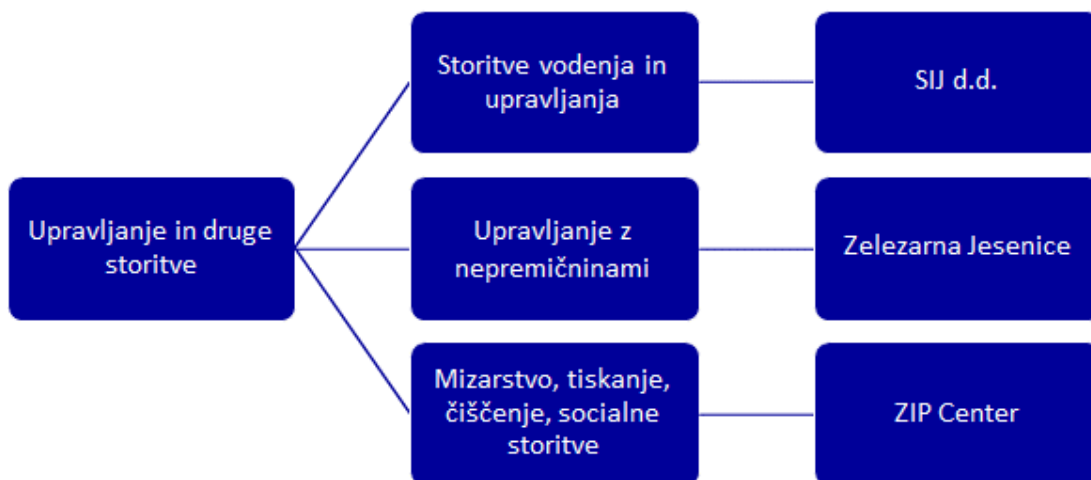 Storitve vodenja in
upravljanja
SIJ d.d.
Upravljanje in druge
storitve
Upravljanje z
nepremičninami
Zelezarna Jesenice
Mizarstvo, tiskanje,
čiščenje, socialne
storitve
ZIP Center